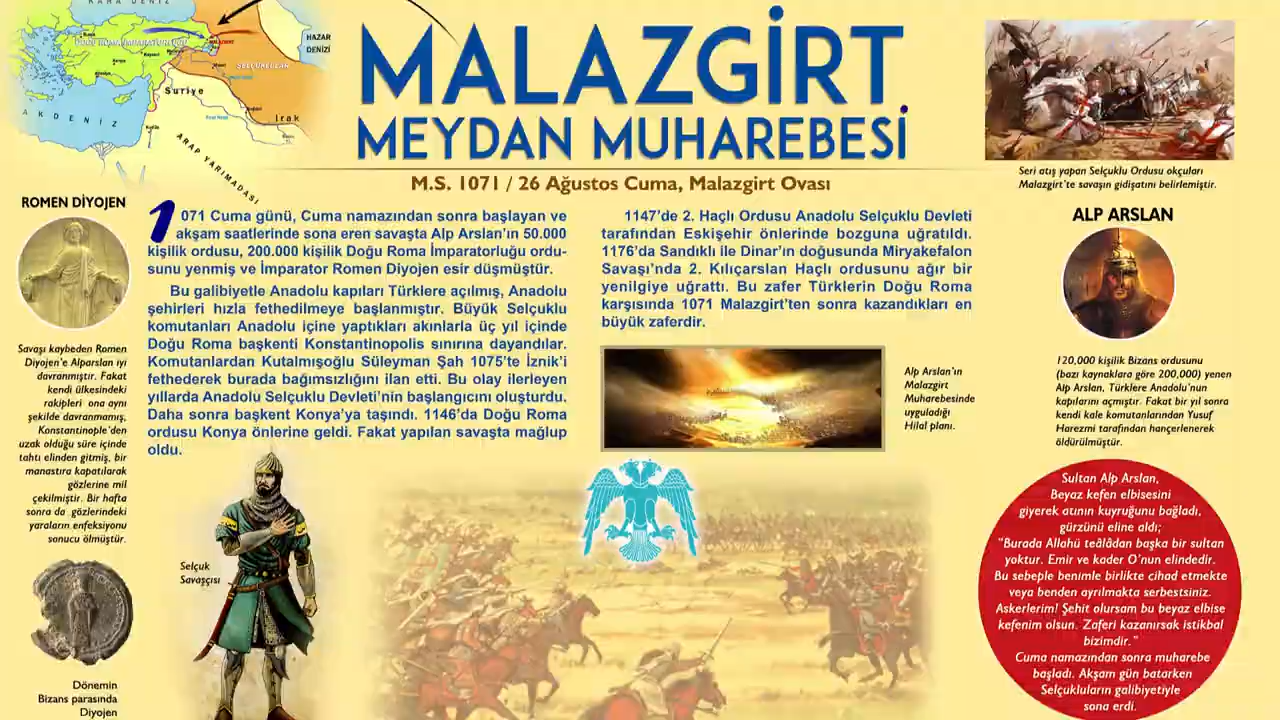 KARA DENİZ
HAZAR
DENİZİ
SELÇUKLULAR
Suriye
Irak
AKDENİZ
ARAP YARIMADASI
MALAZGİRT
MEYDAN MUHAREBESİ
M.S. 1071 / 26 Ağustos Cuma, Malazgirt Ovası
Seri atış yapan Selçuklu Ordusu okçuları
Malazgirt'te savaşın gidişatını belirlemiştir.
ROMEN DİYOJEN
Savaşı kaybeden Romen
Diyojen'e Alparslan iyi
davranmıştır. Fakat
kendi ülkesindeki
rakipleri ona aynı
şekilde davranmamış,
Konstantinople'den
uzak olduğu süre içinde
tahtı elinden gitmiş, bir
manastıra kapatılarak
gözlerine mil
çekilmiştir. Bir hafta
sonra da gözlerindeki
yaraların enfeksiyonu
sonucu ölmüştür.
Dönemin
Bizans parasında
Diyojen
1071 Cuma günü, Cuma namazından sonra başlayan ve
akşam saatlerinde sona eren savaşta Alp Arslan'ın 50.000
kişilik ordusu, 200.000 kişilik Doğu Roma İmparatorluğu ordu-
sunu yenmiş ve İmparator Romen Diyojen esir düşmüştür.
Bu galibiyetle Anadolu kapıları Türklere açılmış, Anadolu
şehirleri hızla fethedilmeye başlanmıştır. Büyük Selçuklu
komutanları Anadolu içine yaptıkları akınlarla üç yıl içinde
Doğu Roma başkenti Konstantinopolis sınırına dayandılar.
Komutanlardan Kutalmışoğlu Süleyman Şah 1075'te İznik'i
fethederek burada bağımsızlığını ilan etti. Bu olay ilerleyen
yıllarda Anadolu Selçuklu Devleti'nin başlangıcını oluşturdu.
Daha sonra başkent Konya'ya taşındı. 1146'da Doğu Roma
ordusu Konya önlerine geldi. Fakat yapılan savaşta mağlup
oldu.
Selçuk
Savaşçısı
1147'de 2. Haçlı Ordusu Anadolu Selçuklu Devleti
tarafından Eskişehir önlerinde bozguna uğratıldı.
1176'da Sandıklı ile Dinar'ın doğusunda Miryakefalon
Savaşı'nda 2. Kılıçarslan Haçlı ordusunu ağır bir
yenilgiye uğrattı. Bu zafer Türklerin Doğu Roma
karşısında 1071 Malazgirt'ten sonra kazandıkları en
büyük zaferdir.
Alp Arslan'ın
Malazgirt
Muharebesinde
uyguladığı
Hilal planı.
ALP ARSLAN
120,000 kişilik Bizans ordusunu
(bazı kaynaklara göre 200,000) yenen
Alp Arslan, Türklere Anadolu'nun
kapılarını açmıştır. Fakat bir yıl sonra
kendi kale komutanlarından Yusuf
Harezmi tarafından hançerlenerek
öldürülmüştür.
Sultan Alp Arslan,
Beyaz kefen elbisesini
giyerek atının kuyruğunu bağladı,
gürzünü eline aldı;
"Burada Allahü teâlâdan başka bir sultan
yoktur. Emir ve kader O'nun elindedir.
Bu sebeple benimle birlikte cihad etmekte
veya benden ayrılmakta serbestsiniz.
Askerlerim! Şehit olursam bu beyaz elbise
kefenim olsun. Zaferi kazanırsak istikbal
bizimdir."
Cuma namazından sonra muharebe
başladı. Akşam gün batarken
Selçukluların galibiyetiyle
sona erdi.